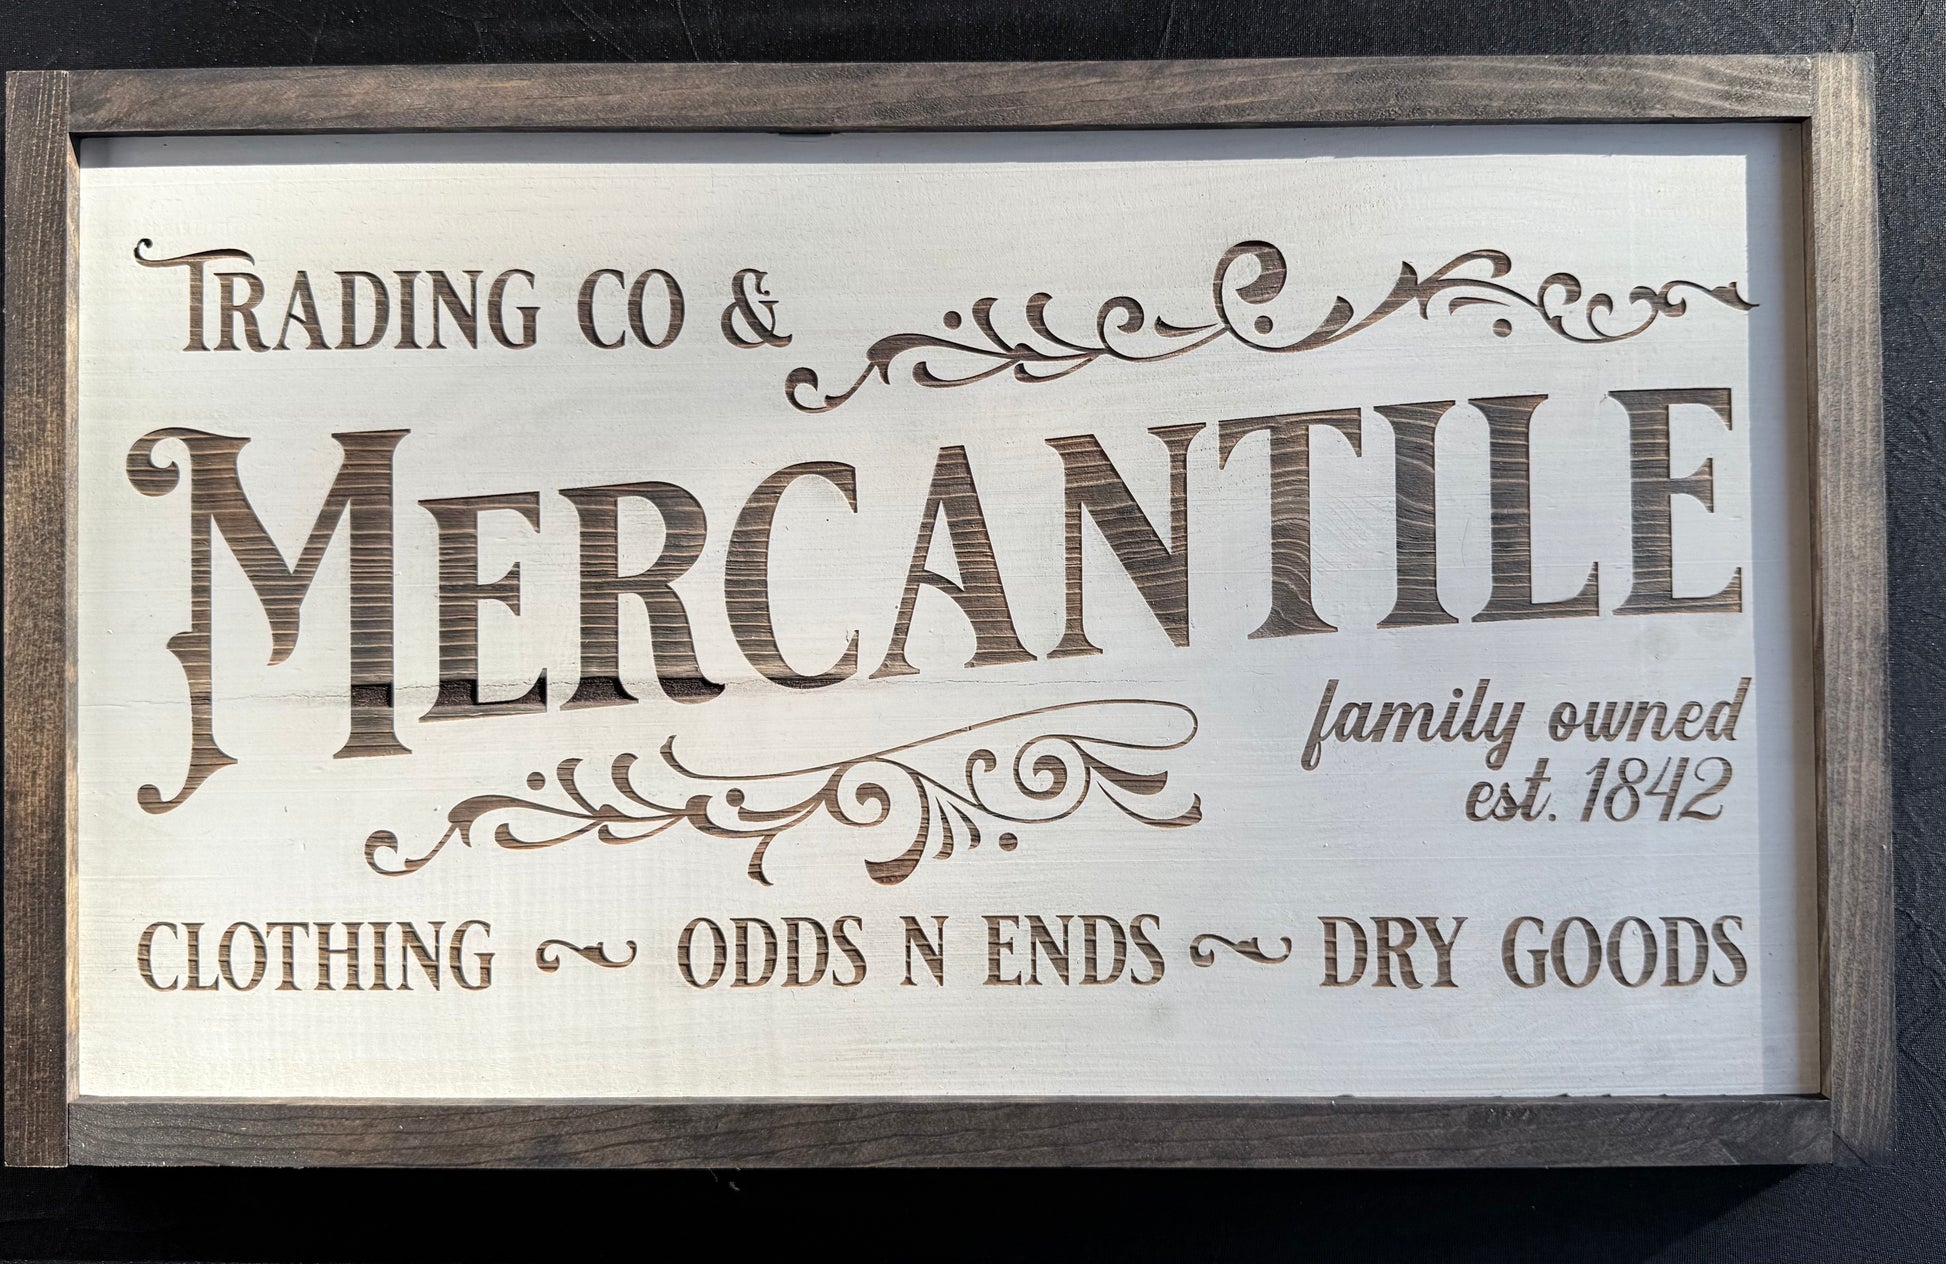 TRADING CO &
MERCANTILE
family owned
est. 1842
CLOTHING ~ ODDS N ENDS ~ DRY GOODS